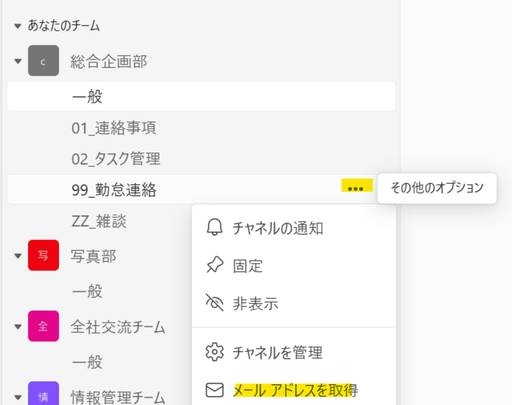 あなたのチーム
c 総合企画部
一般
01_連絡事項
02_タスク管理
99_勤怠連絡 ••• その他のオプション
ZZ_雑談
チャネルの通知
写 写真部
固定
一般
非表示
全 全社交流チーム
チャネルを管理
一般
メール アドレスを取得
情 情報管理チーム